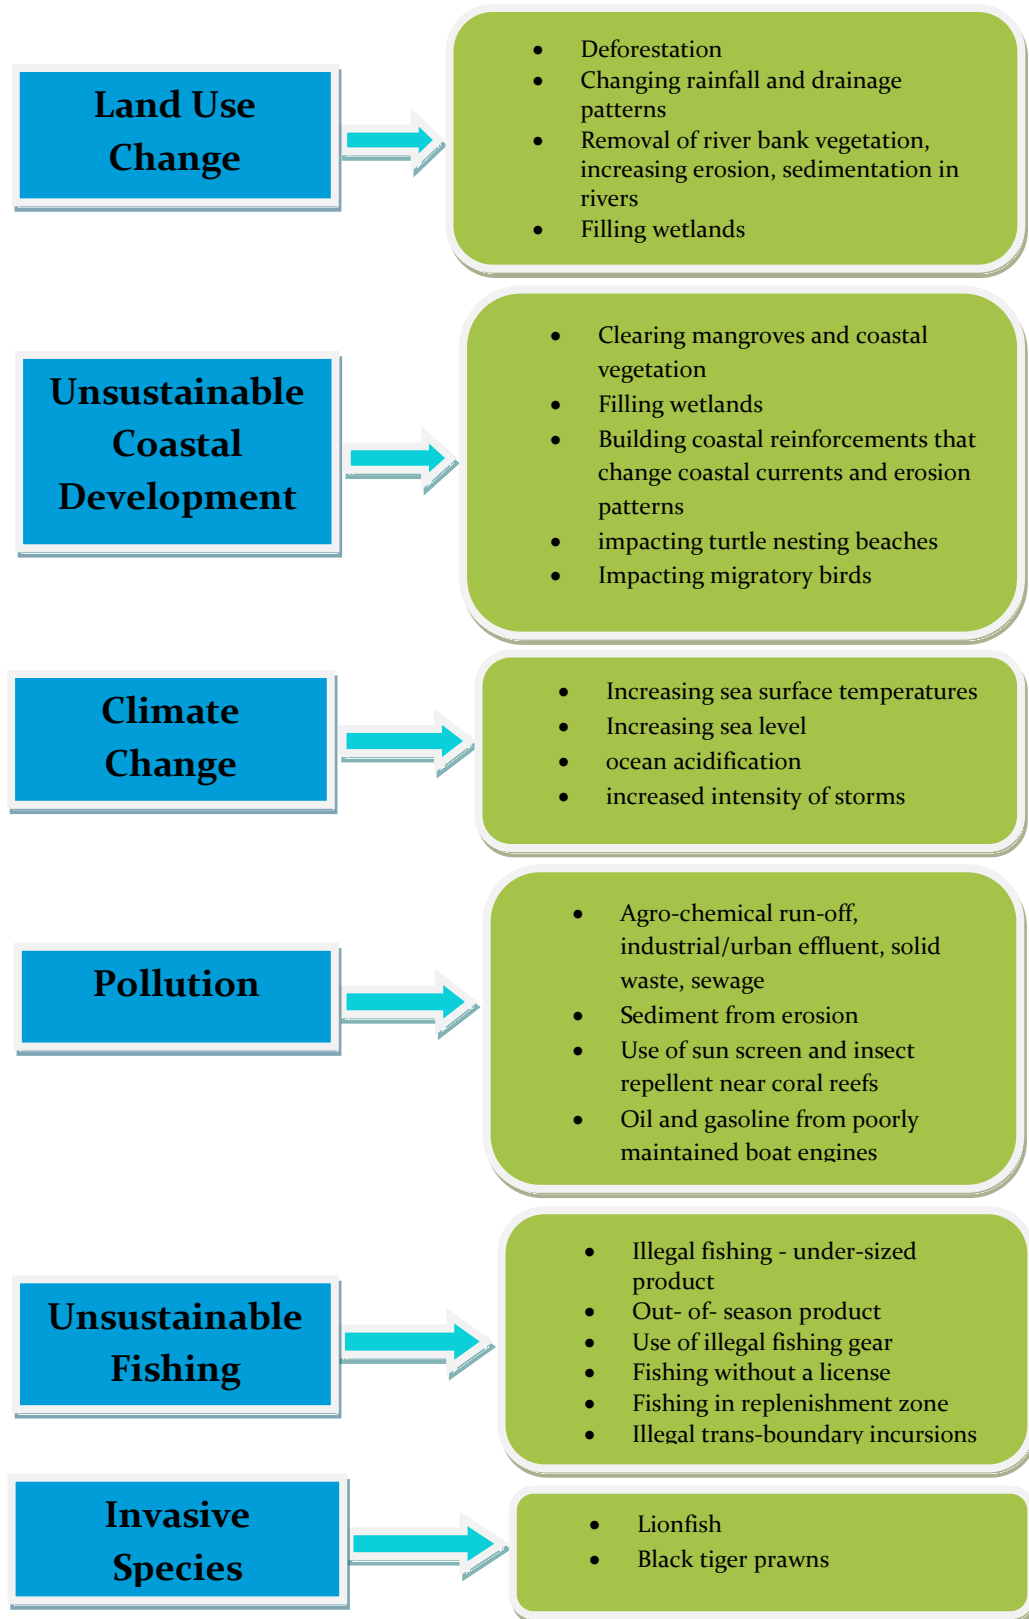 Land Use
Change
• Deforestation
• Changing rainfall and drainage
patterns
• Removal of river bank vegetation,
increasing erosion, sedimentation in
rivers
• Filling wetlands
Unsustainable
Coastal
Development
• Clearing mangroves and coastal
vegetation
• Filling wetlands
• Building coastal reinforcements that
change coastal currents and erosion
patterns
• impacting turtle nesting beaches
• Impacting migratory birds
Climate
Change
• Increasing sea surface temperatures
• Increasing sea level
• ocean acidification
• increased intensity of storms
Pollution
• Agro-chemical run-off,
industrial/urban effluent, solid
waste, sewage
• Sediment from erosion
• Use of sun screen and insect
repellent near coral reefs
• Oil and gasoline from poorly
maintained boat engines
Unsustainable
Fishing
• Illegal fishing - under-sized
product
• Out- of- season product
• Use of illegal fishing gear
• Fishing without a license
• Fishing in replenishment zone
• Illegal trans-boundary incursions
Invasive
Species
• Lionfish
• Black tiger prawns